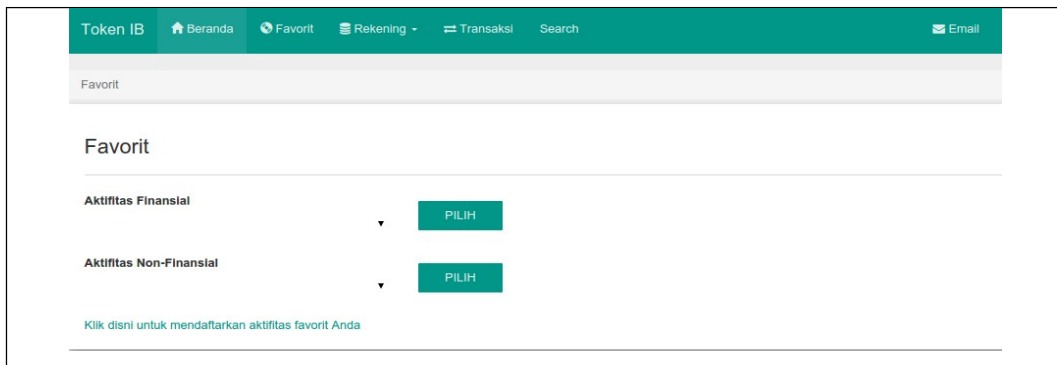 Token IB Beranda Favorit Rekening Transaksi Search Email
Favorit
Favorit
Aktifitas Finansial
PILIH
Aktifitas Non-Finansial
PILIH
Klik disni untuk mendaftarkan aktifitas favorit Anda